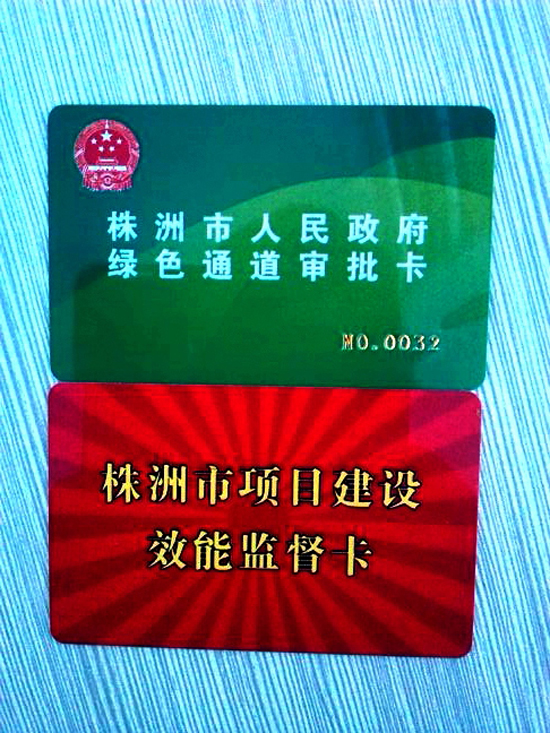 株洲市人民政府
绿色通道审批卡
NO.0032
株洲市项目建设
效能监督卡